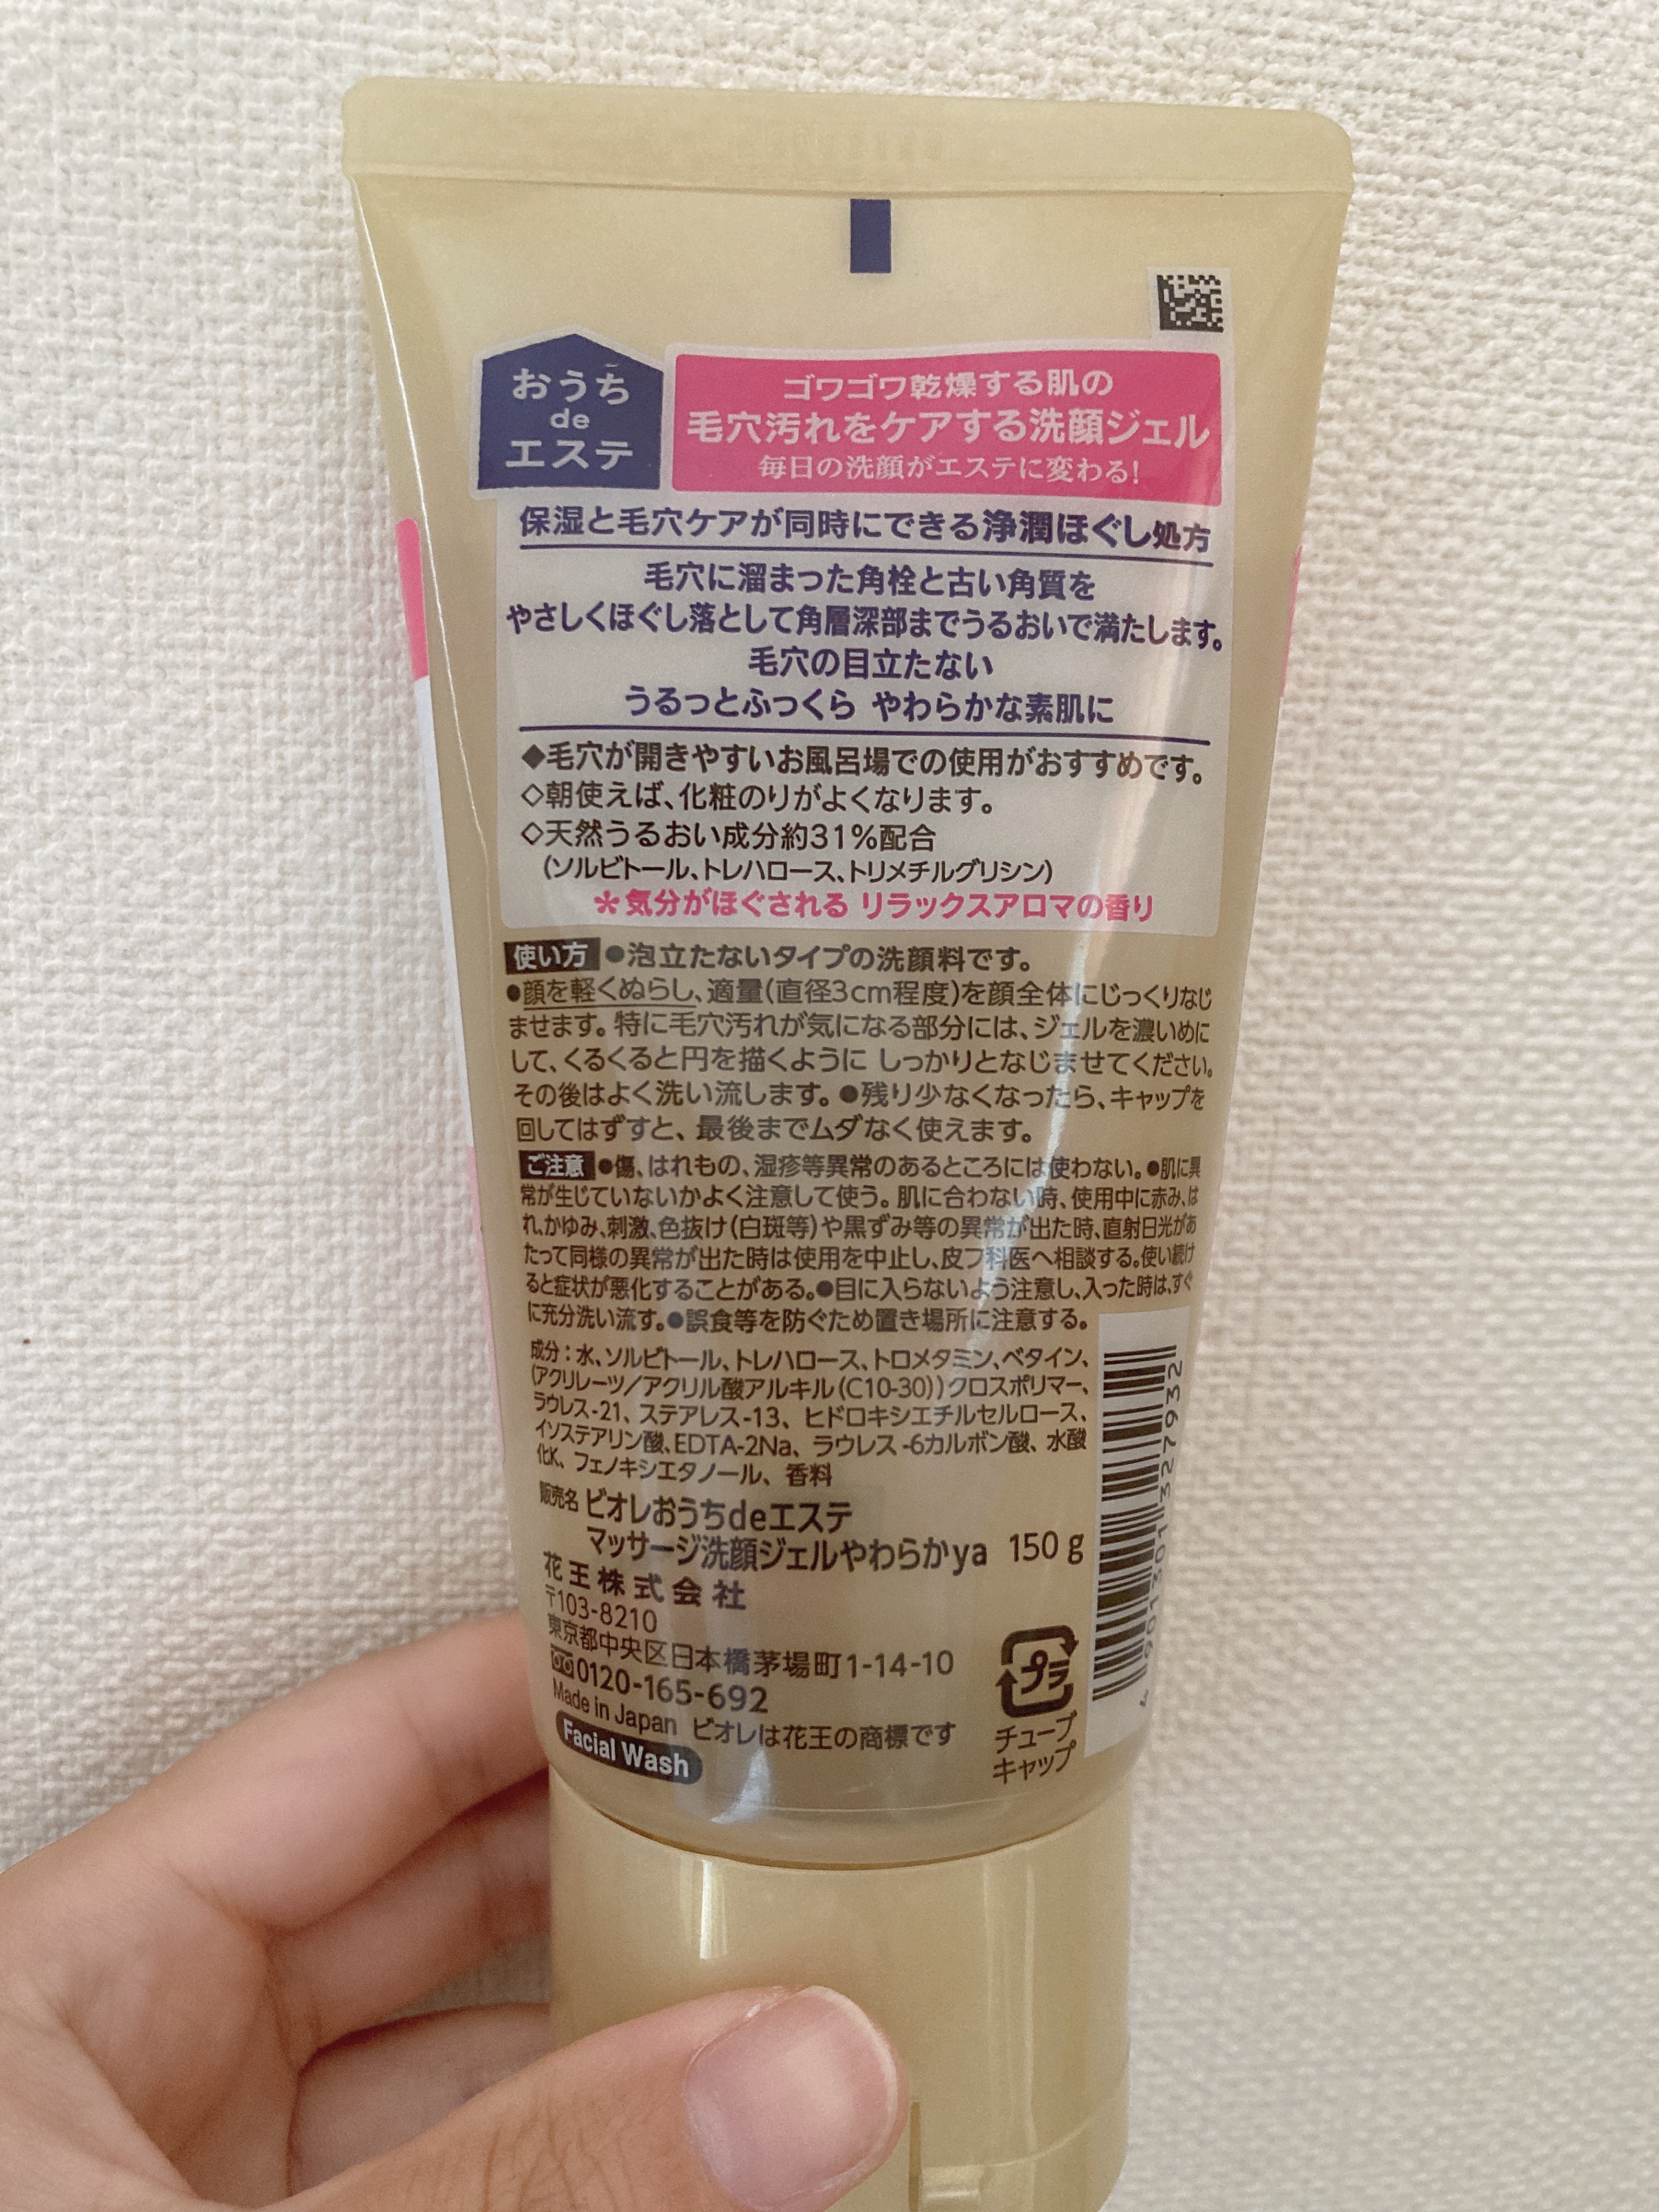 おうち
de
エステ
ゴワゴワ乾燥する肌の
毛穴汚れをケアする洗顔ジェル
毎日の洗顔がエステに変わる!
保湿と毛穴ケアが同時にできる浄潤ほぐし処方
毛穴に溜まった角栓と古い角質を
やさしくほぐし落として角層深部までうるおいで満たします。
毛穴の目立たない
うるっとふっくら やわらかな素肌に
◆毛穴が開きやすいお風呂場での使用がおすすめです。
◇朝使えば、化粧のりがよくなります。
◇天然うるおい成分約31%配合
(ソルビトール、トレハロース、トリメチルグリシン)
*気分がほぐされる リラックスアロマの香り
使い方 ●泡立たないタイプの洗顔料です。
●顔を軽くぬらし、適量(直径3cm程度)を顔全体にじっくりなじ
ませます。特に毛穴汚れが気になる部分には、ジェルを濃いめに
して、くるくると円を描くように しっかりとなじませてください。
その後はよく洗い流します。●残り少なくなったら、キャップを
回してはずすと、最後までムダなく使えます。
ご注意 ●傷、はれもの、湿疹等異常のあるところには使わない。●肌に異
常が生じていないかよく注意して使う。肌に合わない時、使用中に赤み、は
れ、かゆみ、刺激、色抜け(白斑等)や黒ずみ等の異常が出た時、直射日光があ
たって同様の異常が出た時は使用を中止し、皮フ科医へ相談する。使い続け
ると症状が悪化することがある。●目に入らないよう注意し、入った時は、すぐ
に充分洗い流す。●誤食等を防ぐため置き場所に注意する。
成分:水、ソルビトール、トレハロース、トロメタミン、ベタイン、
(アクリレーツ/アクリル酸アルキル(C10-30))クロスポリマー、
ラウレス-21、ステアレス-13、ヒドロキシエチルセルロース、
イソステアリン酸、EDTA-2Na、ラウレス-6カルボン酸、水酸
化K、フェノキシエタノール、香料
販売名 ビオレおうちdeエステ
マッサージ洗顔ジェルやわらかya 150g
花王株式会社
〒103-8210
東京都中央区日本橋茅場町1-14-10
0120-165-692
Made in Japan ビオレは花王の商標です
Facial Wash
プラ
チューブ
キャップ
4 901301 327932